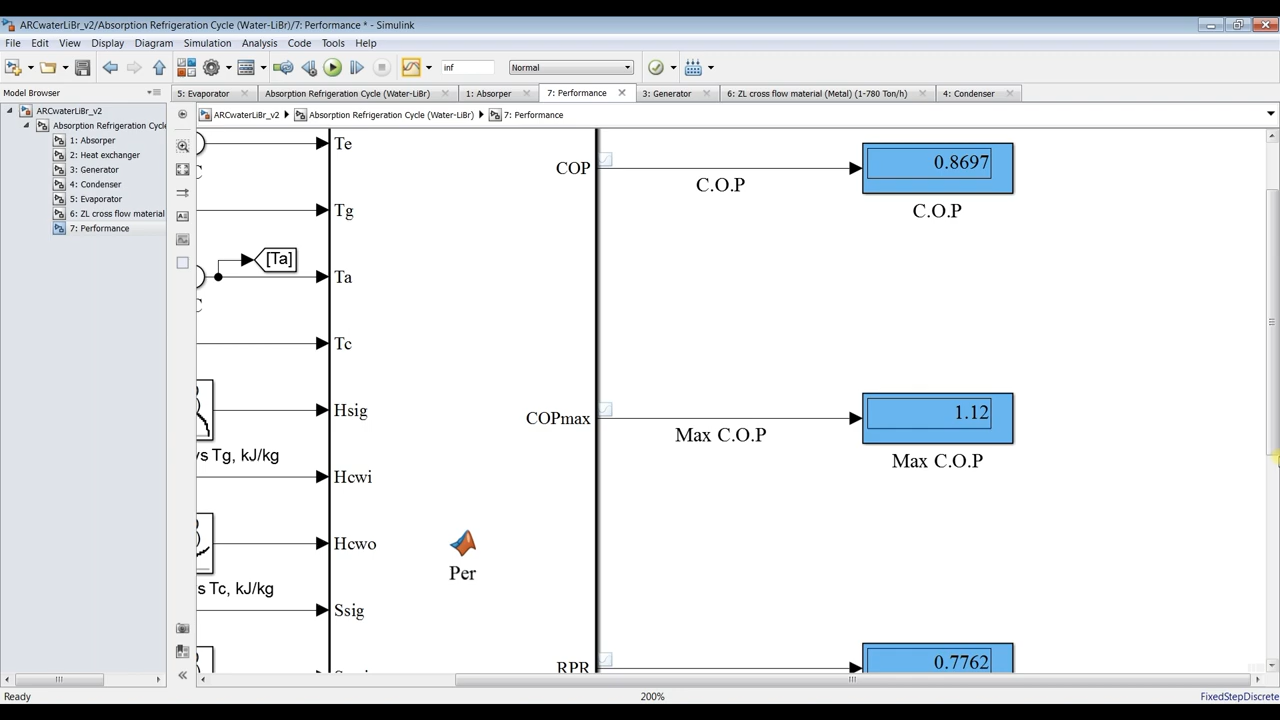 ARCwaterLiBr_v2/Absorption Refrigeration Cycle (Water-LiBr)/7: Performance * - Simulink
File Edit View Display Diagram Simulation Analysis Code Tools Help
inf Normal
Model Browser
5: Evaporator Absorption Refrigeration Cycle (Water-LiBr) 1: Absorper 7: Performance 3: Generator 6: ZL cross flow material (Metal) (1-780 Ton/h) 4: Condenser
ARCwaterLiBr_v2 Absorption Refrigeration Cycle (Water-LiBr) 7: Performance
ARCwaterLiBr_v2
Absorption Refrigeration Cycle
1: Absorper
2: Heat exchanger
3: Generator
4: Condenser
5: Evaporator
6: ZL cross flow material
7: Performance
Te
Tg
[Ta]
Ta
Tc
Hsig
ys Tg, kJ/kg
Hcwi
Hcwo
s Tc, kJ/kg
Ssig
Per
COP
C.O.P
0.8697
C.O.P
COPmax
Max C.O.P
1.12
Max C.O.P
RPR
0.7762
Ready
200%
FixedStepDiscrete